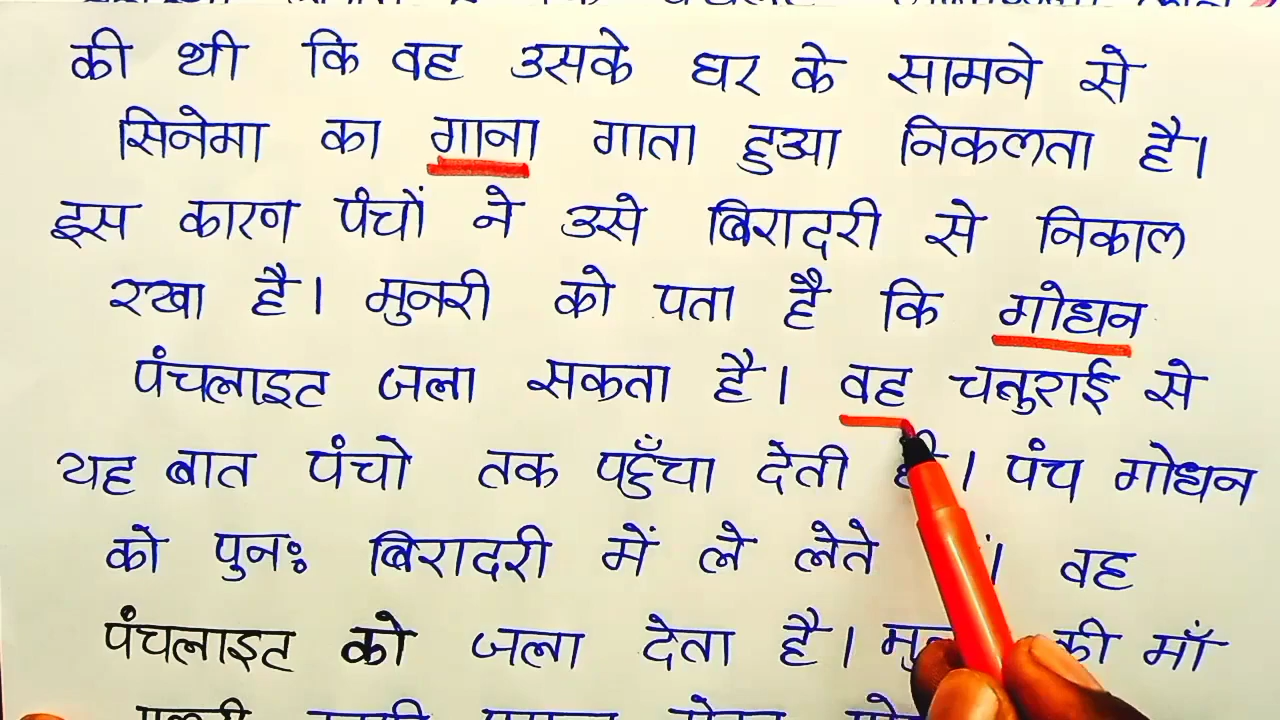 की थी कि वह उसके घर के सामने से
सिनेमा का गाना गाता हुआ निकलता है।
इस कारण पंचों ने उसे बिरादरी से निकाल
रखा है। मुनरी को पता है कि गोधन
पंचलाइट जला सकता है। वह चतुराई से
यह बात पंचो तक पहुँचा देती है। पंच गोधन
को पुनः बिरादरी में ले लेते । वह
पंचलाइट को जला देता है। की माँ